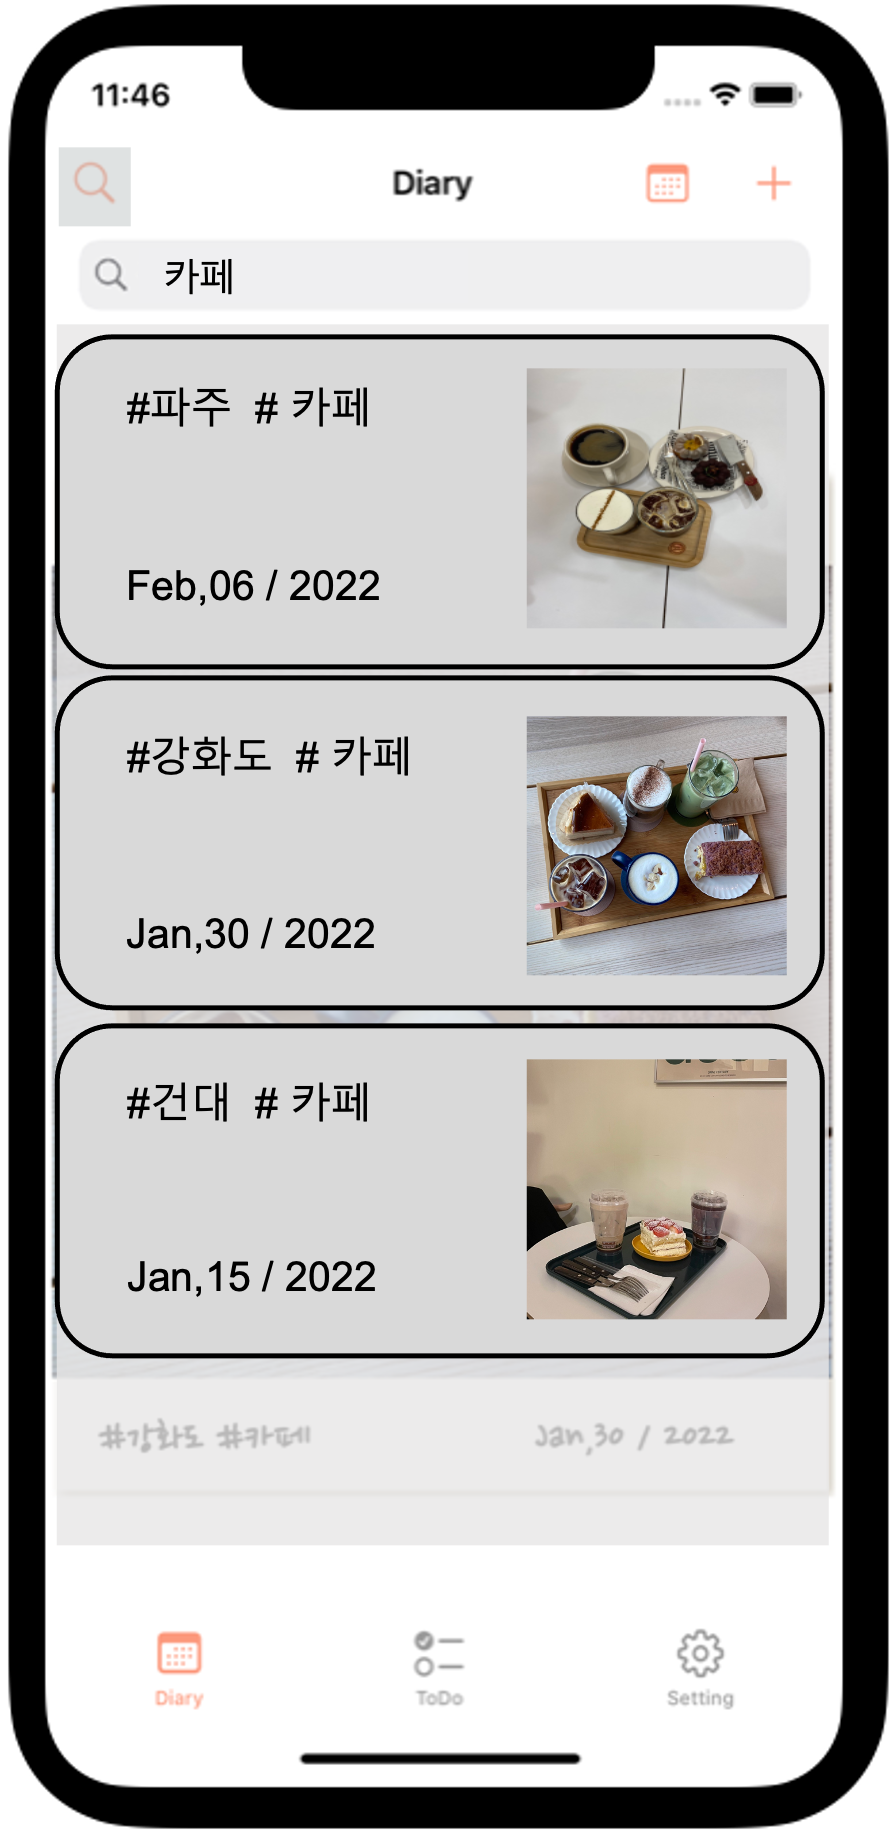 11:46
Diary
카페
#파주 # 카페
Feb,06 / 2022
#강화도 # 카페
Jan,30 / 2022
#건대 # 카페
Jan,15 / 2022
#강화도 #카페 Jan,30 / 2022
Diary ToDo Setting